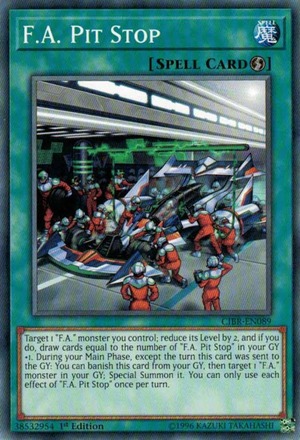 F.A. Pit Stop
SPELL
魔
[SPELL CARD]
CIBR-EN089
Target 1 "F.A." monster you control; reduce its Level by 2, and if you
do, draw cards equal to the number of "F.A. Pit Stop" in your GY
+1. During your Main Phase, except the turn this card was sent to
the GY: You can banish this card from your GY, then target 1 "F.A."
monster in your GY; Special Summon it. You can only use each
effect of "F.A. Pit Stop" once per turn.
38532954 1st Edition ©1996 KAZUKI TAKAHASHI